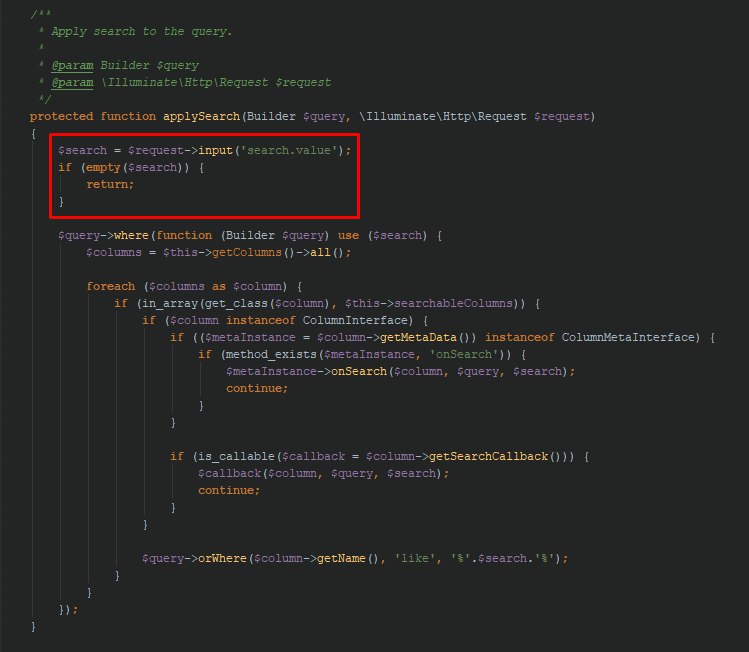 /**
 * Apply search to the query.
 *
 * @param Builder $query
 * @param \Illuminate\Http\Request $request
 */
protected function applySearch(Builder $query, \Illuminate\Http\Request $request)
{
    $search = $request->input('search.value');
    if (empty($search)) {
        return;
    }

    $query->where(function (Builder $query) use ($search) {
        $columns = $this->getColumns()->all();

        foreach ($columns as $column) {
            if (in_array(get_class($column), $this->searchableColumns)) {
                if ($column instanceof ColumnInterface) {
                    if (($metaInstance = $column->getMetaData()) instanceof ColumnMetaInterface) {
                        if (method_exists($metaInstance, 'onSearch')) {
                            $metaInstance->onSearch($column, $query, $search);
                            continue;
                        }
                    }

                    if (is_callable($callback = $column->getSearchCallback())) {
                        $callback($column, $query, $search);
                        continue;
                    }
                }

                $query->orWhere($column->getName(), 'like', '%'.$search.'%');
            }
        }
    });
}